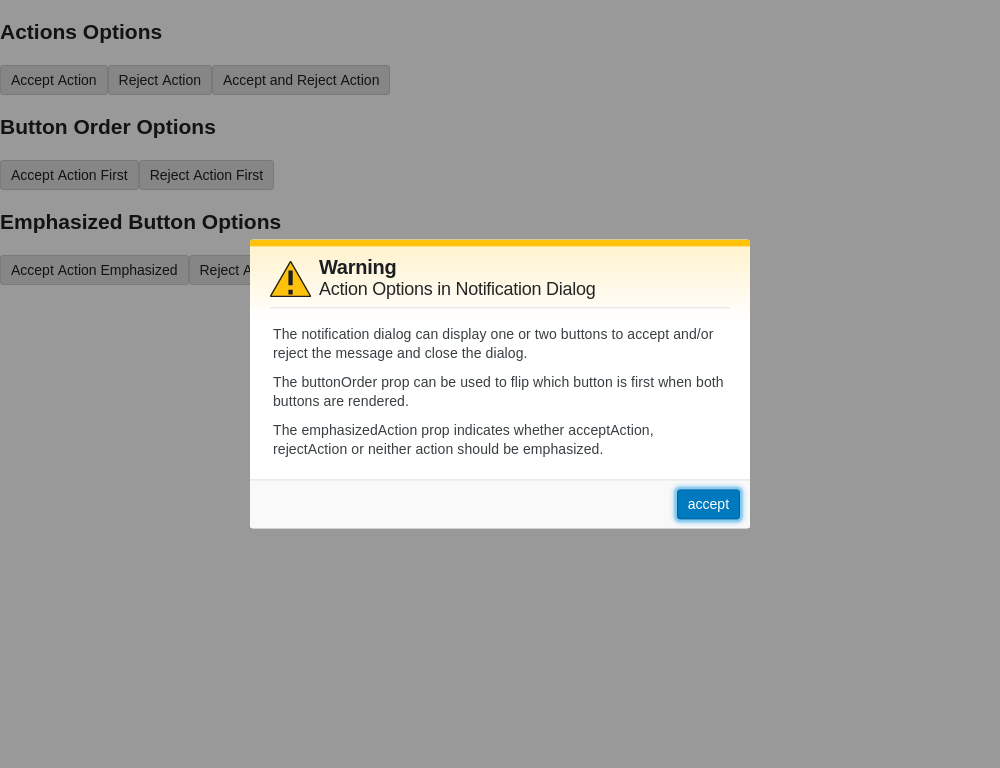 Actions Options
Accept Action Reject Action Accept and Reject Action
Button Order Options
Accept Action First Reject Action First
Emphasized Button Options
Accept Action Emphasized Reject
Warning
Action Options in Notification Dialog
The notification dialog can display one or two buttons to accept and/or
reject the message and close the dialog.
The buttonOrder prop can be used to flip which button is first when both
buttons are rendered.
The emphasizedAction prop indicates whether acceptAction,
rejectAction or neither action should be emphasized.
accept